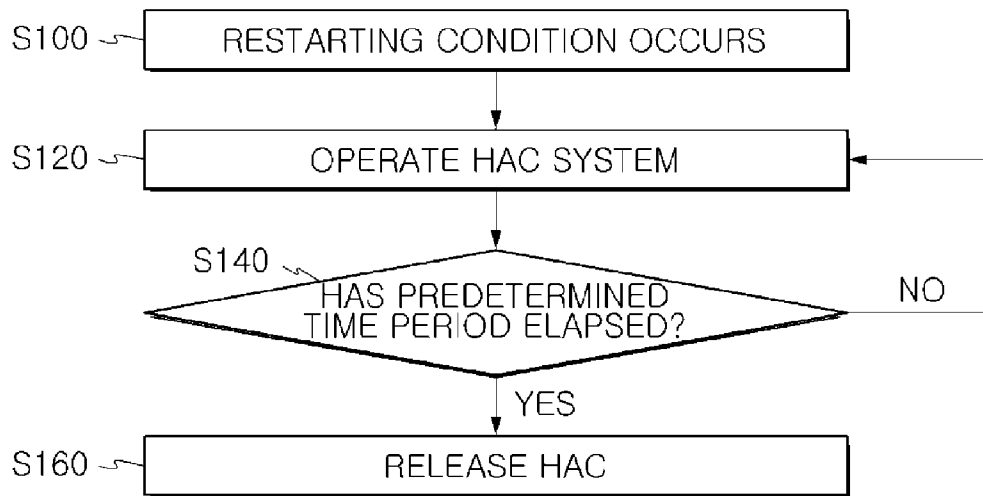 S100
RESTARTING CONDITION OCCURS
S120
OPERATE HAC SYSTEM
S140
HAS PREDETERMINED
TIME PERIOD ELAPSED?
NO
YES
S160
RELEASE HAC